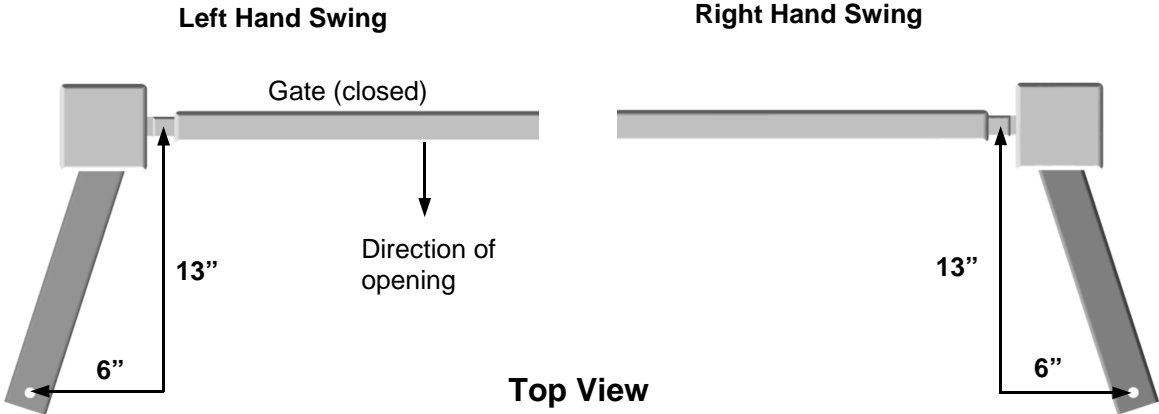 Left Hand Swing
Right Hand Swing
Gate (closed)
Direction of
opening
13”
13”
6”
6”
Top View